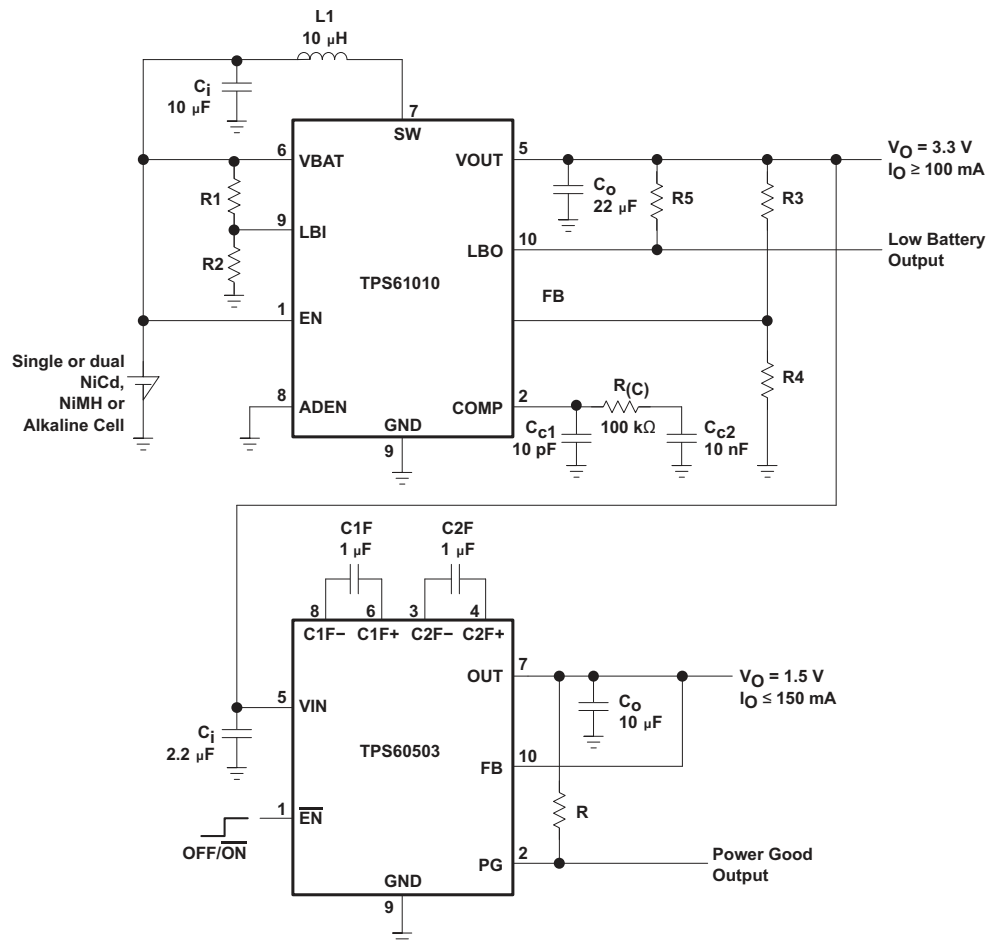 L1
10 μH
Ci
10 μF
7
SW
6
VBAT
VOUT
5
VO = 3.3 V
IO ≥ 100 mA
R1
Co
22 μF
R5
R3
9
LBI
10
LBO
Low Battery
Output
R2
TPS61010
FB
1
EN
Single or dual
NiCd,
NiMH or
Alkaline Cell
R4
8
ADEN
COMP
2
R(C)
100 kΩ
Cc1
10 pF
Cc2
10 nF
GND
9
C1F
1 μF
C2F
1 μF
8
6
3
4
C1F−
C1F+
C2F−
C2F+
OUT
7
VO = 1.5 V
IO ≤ 150 mA
5
VIN
Co
10 μF
Ci
2.2 μF
TPS60503
FB
10
1
EN
R
OFF/ON
PG
2
Power Good
Output
GND
9